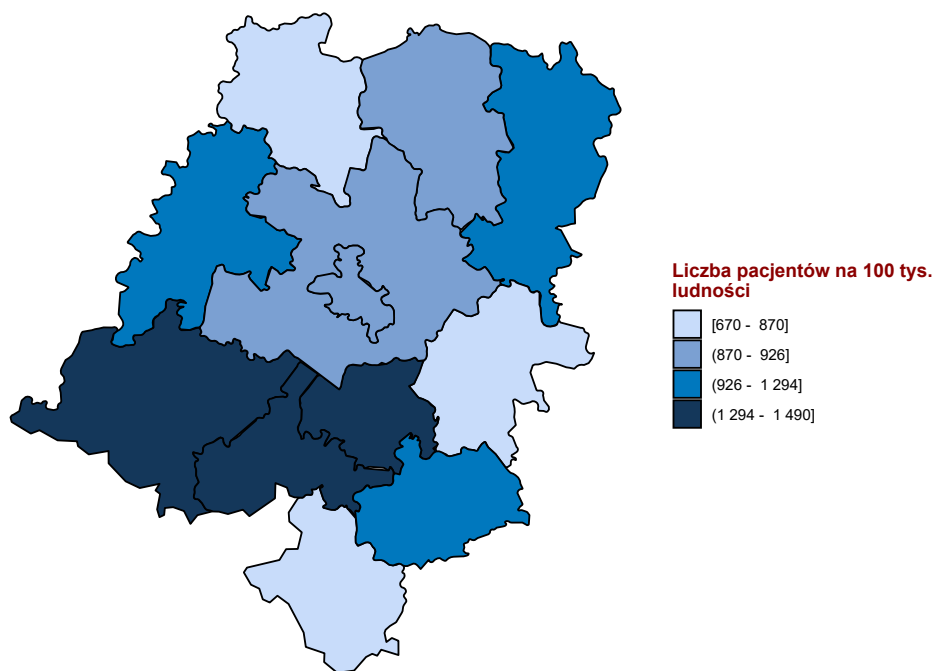 Liczba pacjentów na 100 tys.
ludności
[670 - 870]
(870 - 926]
(926 - 1 294]
(1 294 - 1 490]